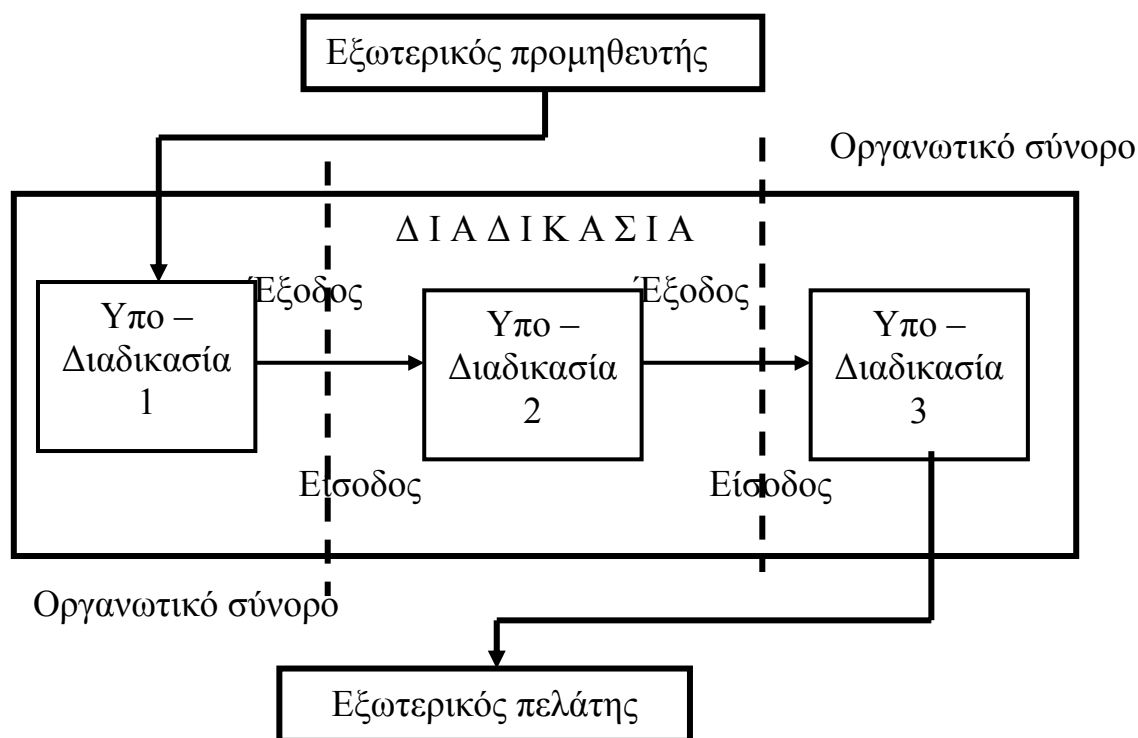 Εξωτερικός προμηθευτής
Οργανωτικό σύνορο
Δ Ι Α Δ Ι Κ Α Σ Ι Α
Έξοδος
Έξοδος
Υπο –
Διαδικασία
1
Υπο –
Διαδικασία
2
Υπο –
Διαδικασία
3
Είσοδος
Είσοδος
Οργανωτικό σύνορο
Εξωτερικός πελάτης